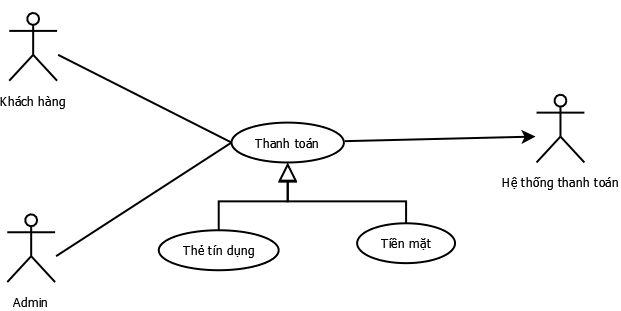 Khách hàng
Thanh toán
Hệ thống thanh toán
Thẻ tín dụng
Tiền mặt
Admin